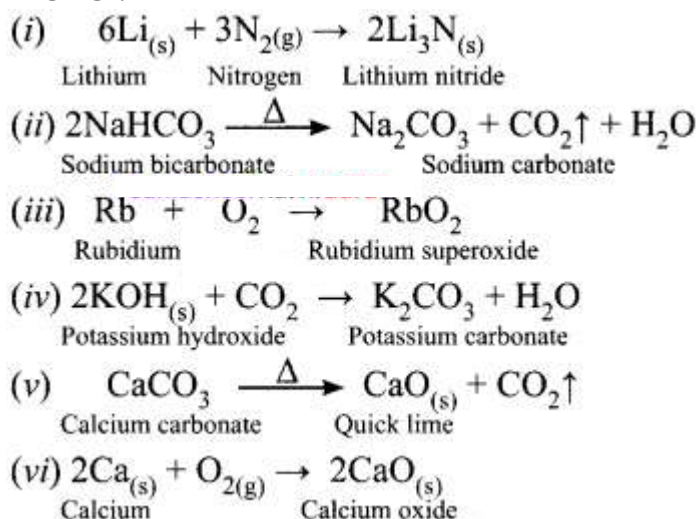 (i) 6Li(s) + 3N2(g) → 2Li3N(s)
Lithium Nitrogen Lithium nitride
(ii) 2NaHCO3 —Δ→ Na2CO3 + CO2↑ + H2O
Sodium bicarbonate Sodium carbonate
(iii) Rb + O2 → RbO2
Rubidium Rubidium superoxide
(iv) 2KOH(s) + CO2 → K2CO3 + H2O
Potassium hydroxide Potassium carbonate
(v) CaCO3 —Δ→ CaO(s) + CO2↑
Calcium carbonate Quick lime
(vi) 2Ca(s) + O2(g) → 2CaO(s)
Calcium Calcium oxide